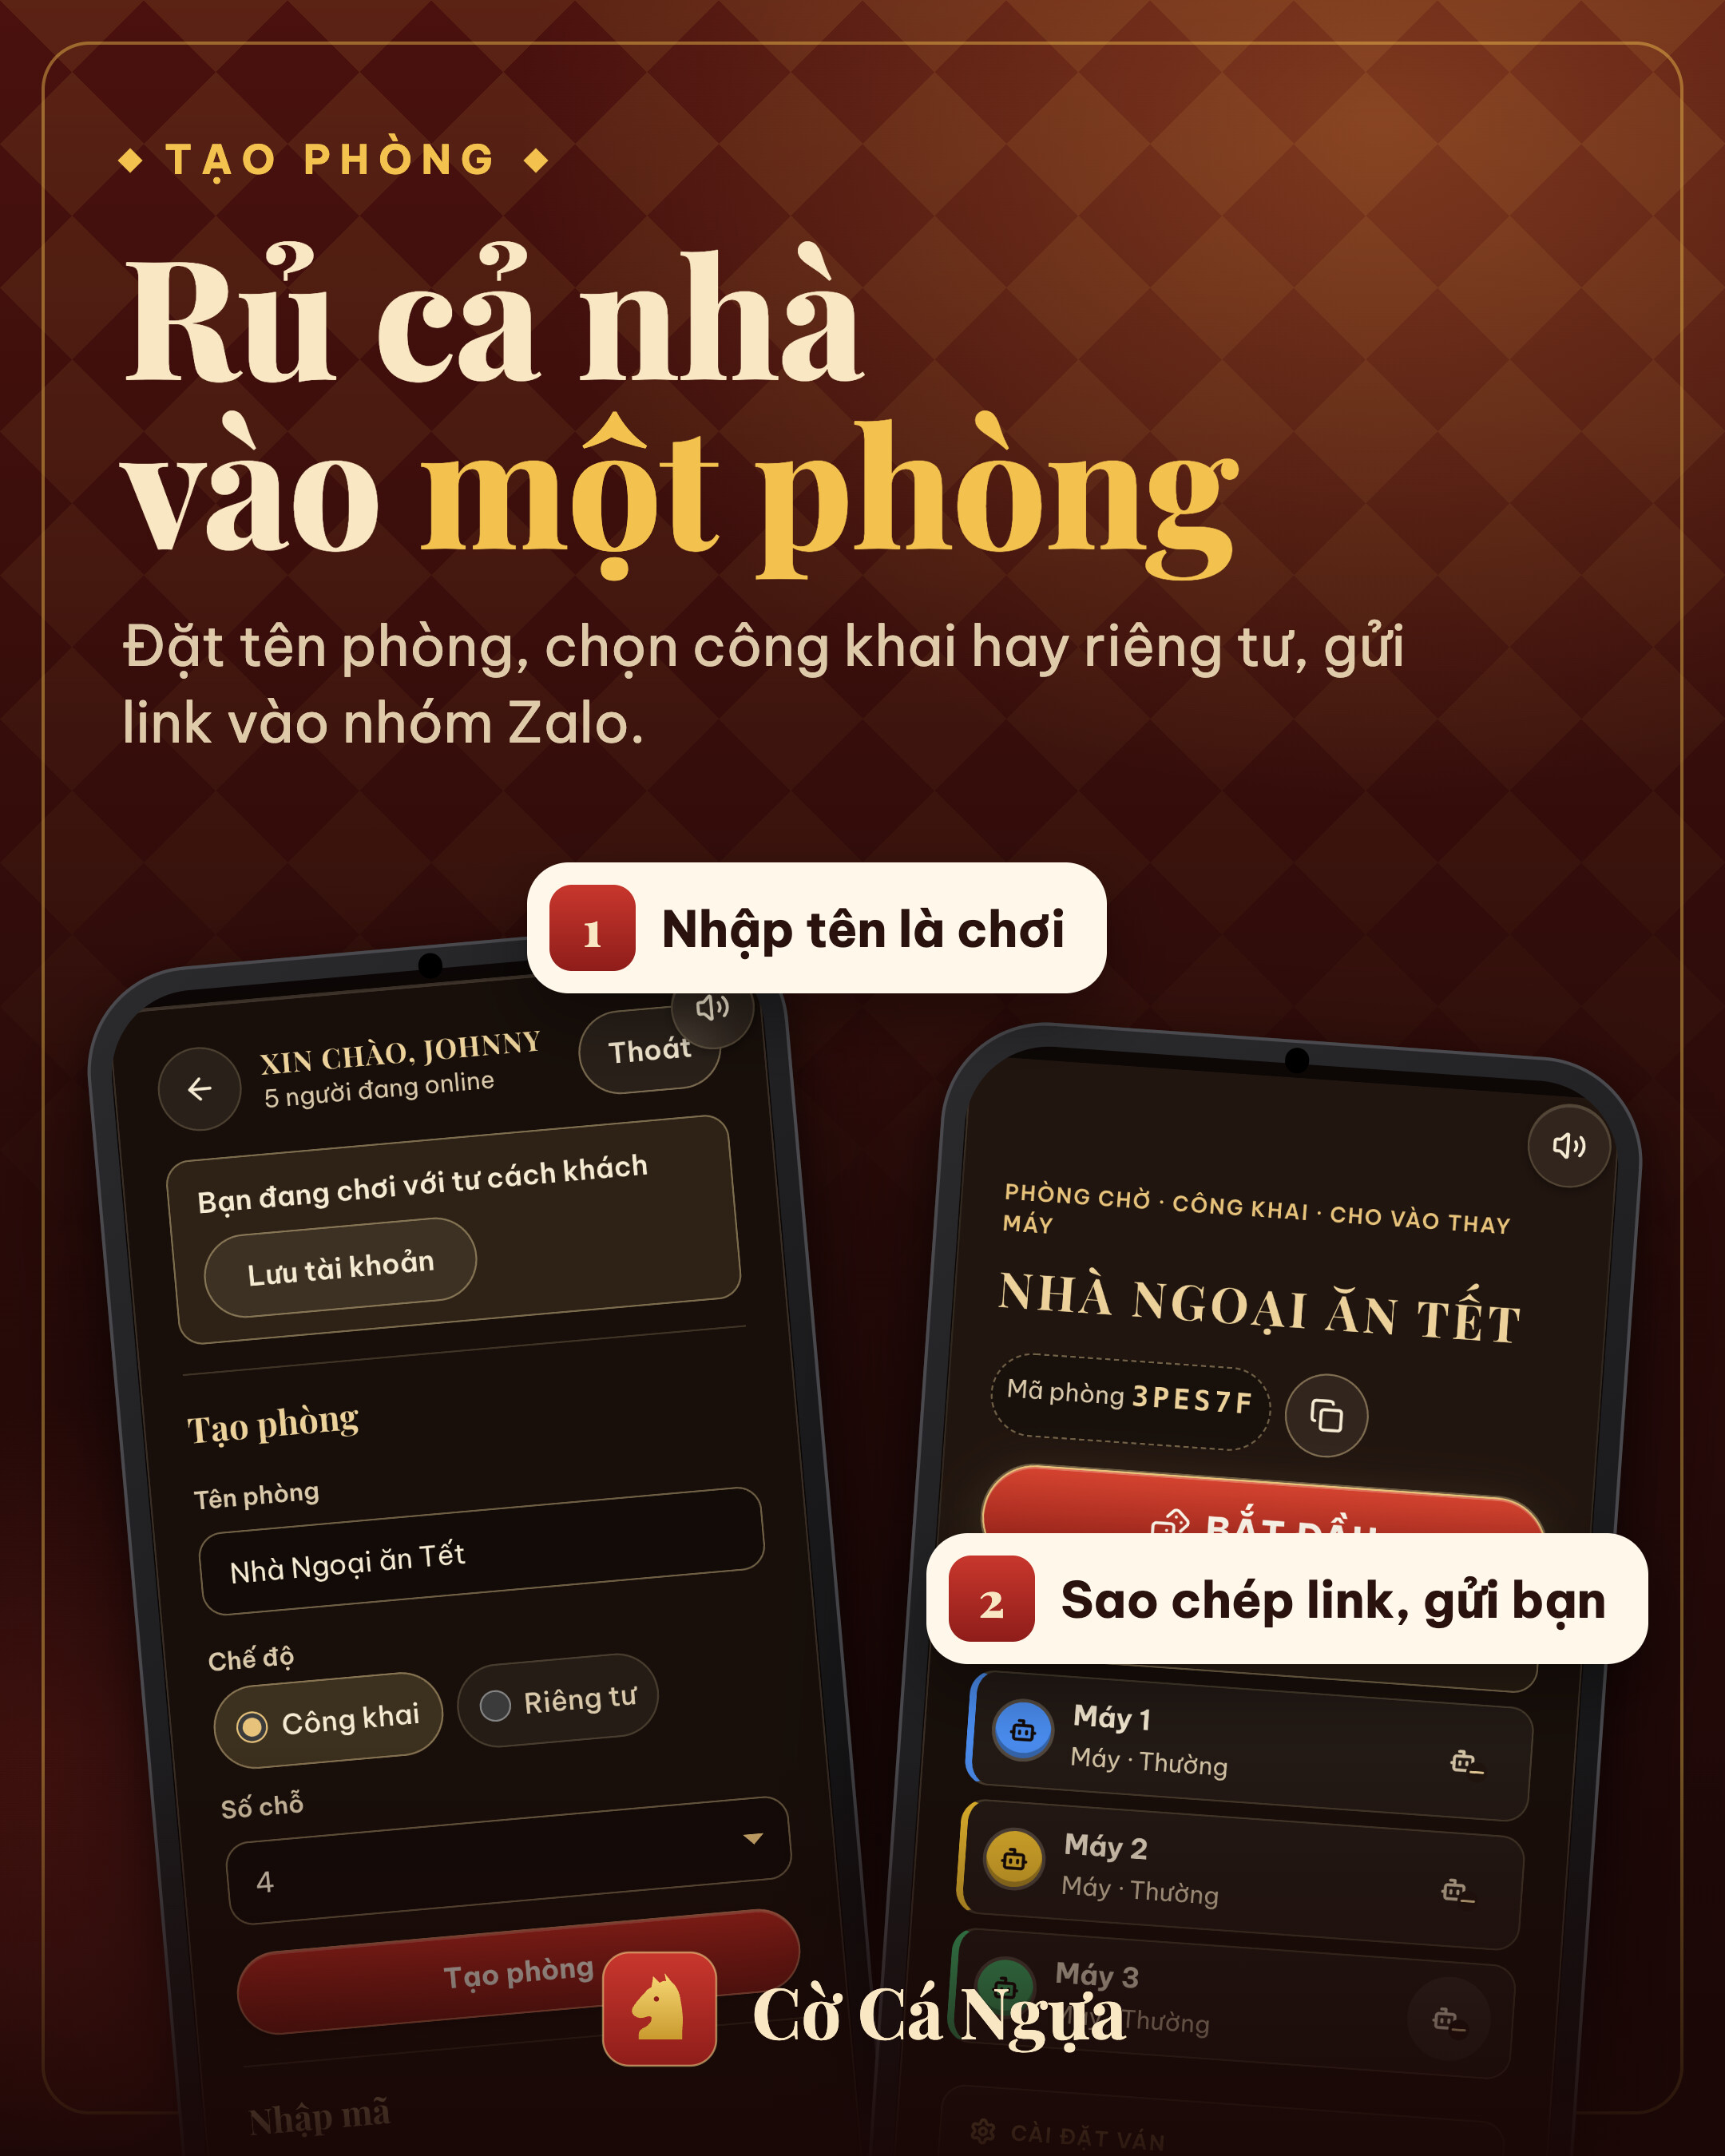 TẠO PHÒNG
Rủ cả nhà
vào một phòng
Đặt tên phòng, chọn công khai hay riêng tư, gửi
link vào nhóm Zalo.
1 Nhập tên là chơi
XIN CHÀO, JOHNNY
5 người đang online
Thoát
Bạn đang chơi với tư cách khách
Lưu tài khoản
Tạo phòng
Tên phòng
Nhà Ngoại ăn Tết
Chế độ
Công khai
Riêng tư
Số chỗ
4
Tạo phòng
Nhập mã
PHÒNG CHỜ · CÔNG KHAI · CHO VÀO THAY
MÁY
NHÀ NGOẠI ĂN TẾT
Mã phòng 3PES7F
BẮT ĐẦU
2 Sao chép link, gửi bạn
Máy 1
Máy · Thường
Máy 2
Máy · Thường
Máy 3
Máy · Thường
CÀI ĐẶT VÁN
Cờ Cá Ngựa